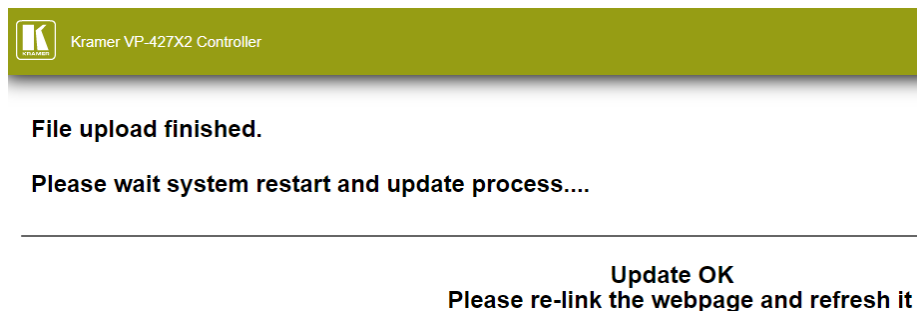 KRAMER
Kramer VP-427X2 Controller
File upload finished.
Please wait system restart and update process....
Update OK
Please re-link the webpage and refresh it